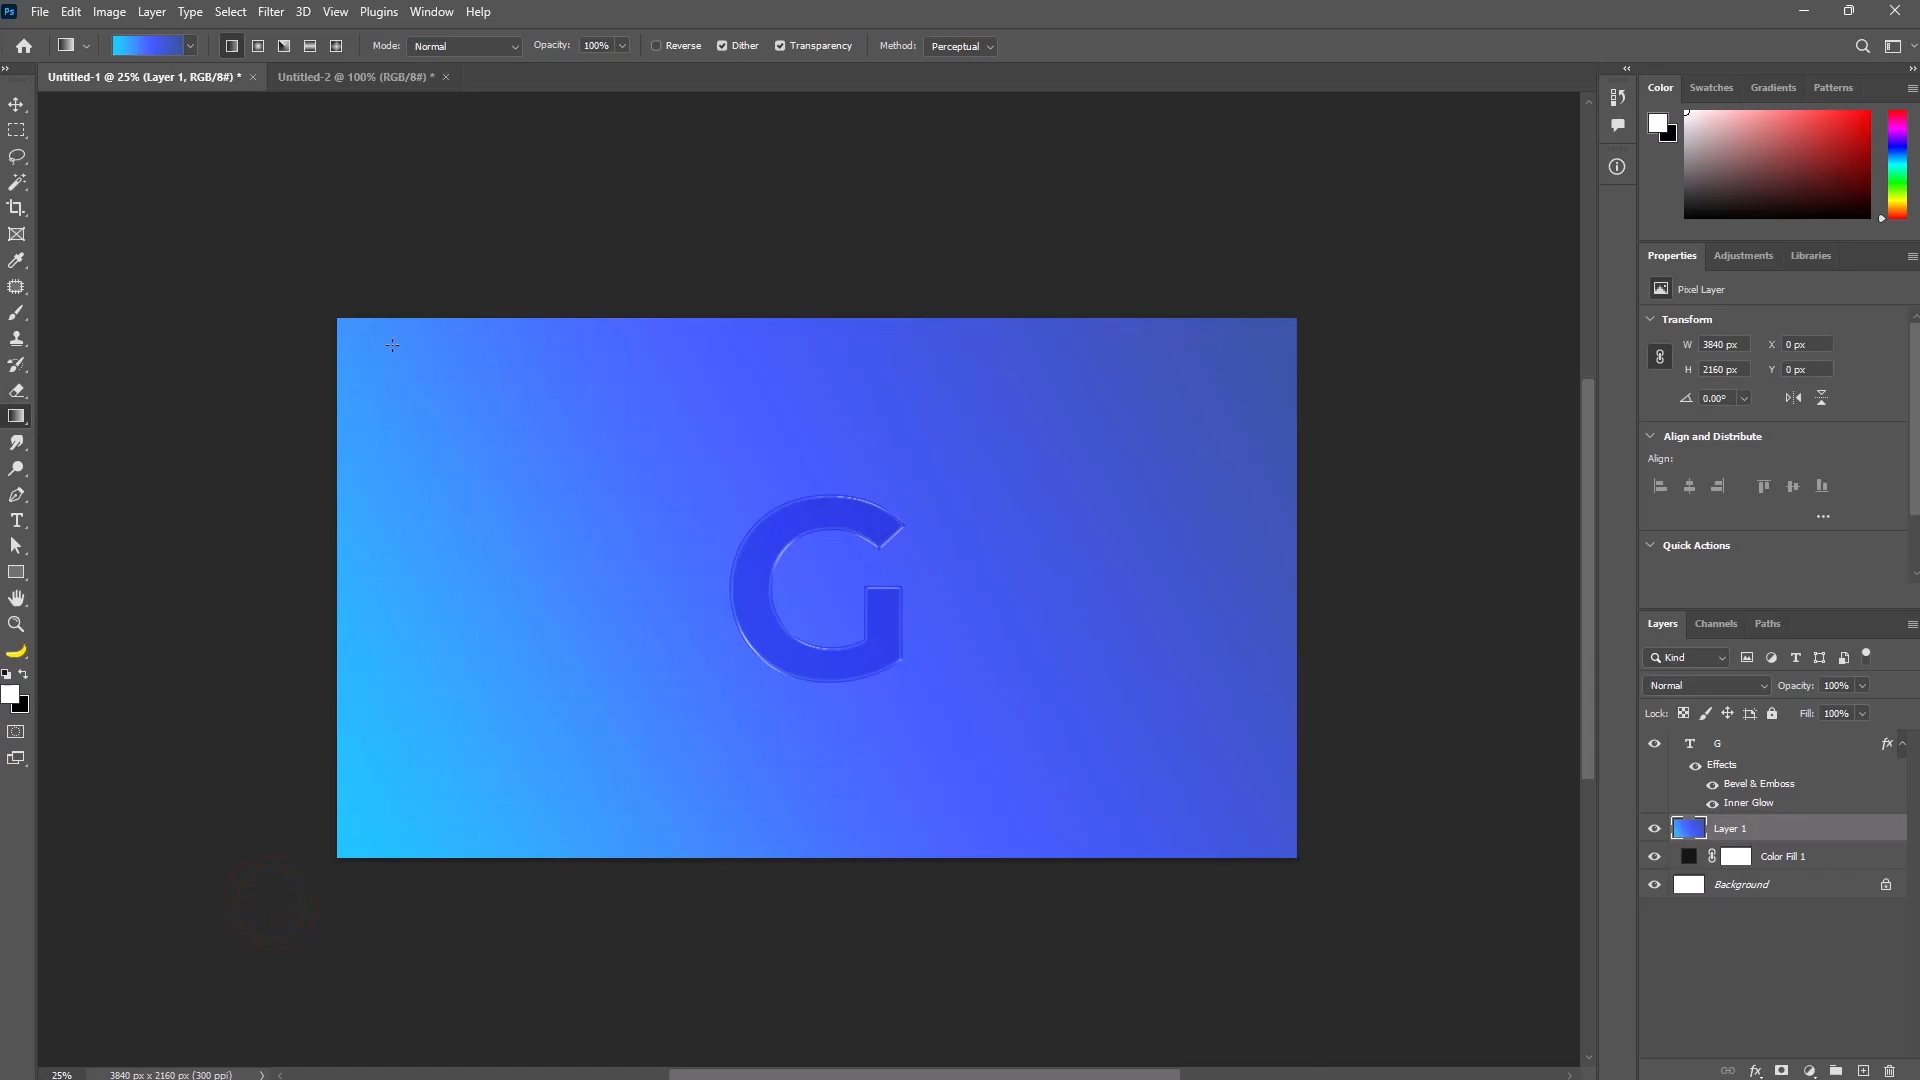 Ps File Edit Image Layer Type Select Filter 3D View Plugins Window Help
Mode: Normal Opacity: 100% Reverse Dither Transparency Method: Perceptual
Untitled-1 @ 25% (Layer 1, RGB/8#) * Untitled-2 @ 100% (RGB/8#) *
Color Swatches Gradients Patterns
Properties Adjustments Libraries
Pixel Layer
Transform
W 3840 px X 0 px
H 2160 px Y 0 px
0.00°
Align and Distribute
Align:
Quick Actions
G
Layers Channels Paths
Kind
Normal Opacity: 100%
Lock: Fill: 100%
T G fx
Effects
Bevel & Emboss
Inner Glow
Layer 1
Color Fill 1
Background
25% 3840 px x 2160 px (300 ppi)
fx